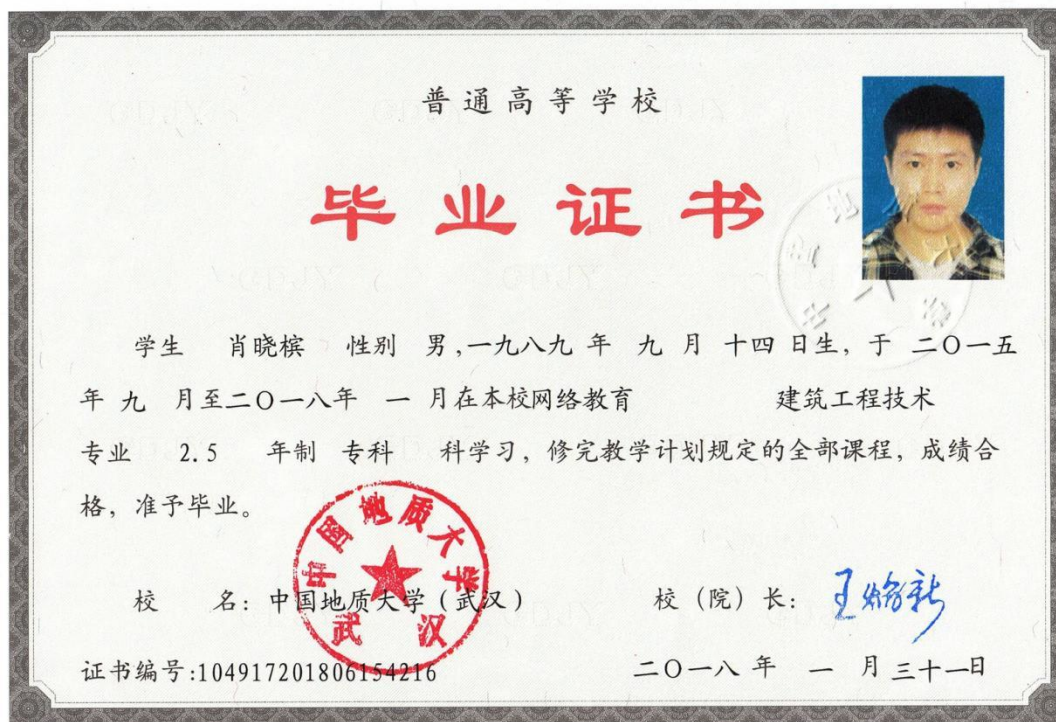 普通高等学校
毕业证书
学生 肖晓槟 性别 男,一九八九 年 九 月 十四 日生, 于 二〇一五
年 九 月至二〇一八年 一 月在本校网络教育 建筑工程技术
专业 2.5 年制 专科 科学习, 修完教学计划规定的全部课程, 成绩合
格, 准予毕业。
中国地质大学
武汉
校 名: 中国地质大学(武汉) 校(院)长:
证书编号:104917201806154216 二〇一八 年 一 月 三十一日